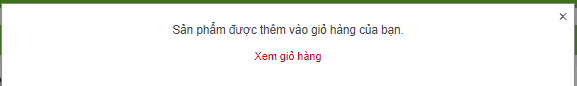 Sản phẩm được thêm vào giỏ hàng của bạn.
Xem giỏ hàng